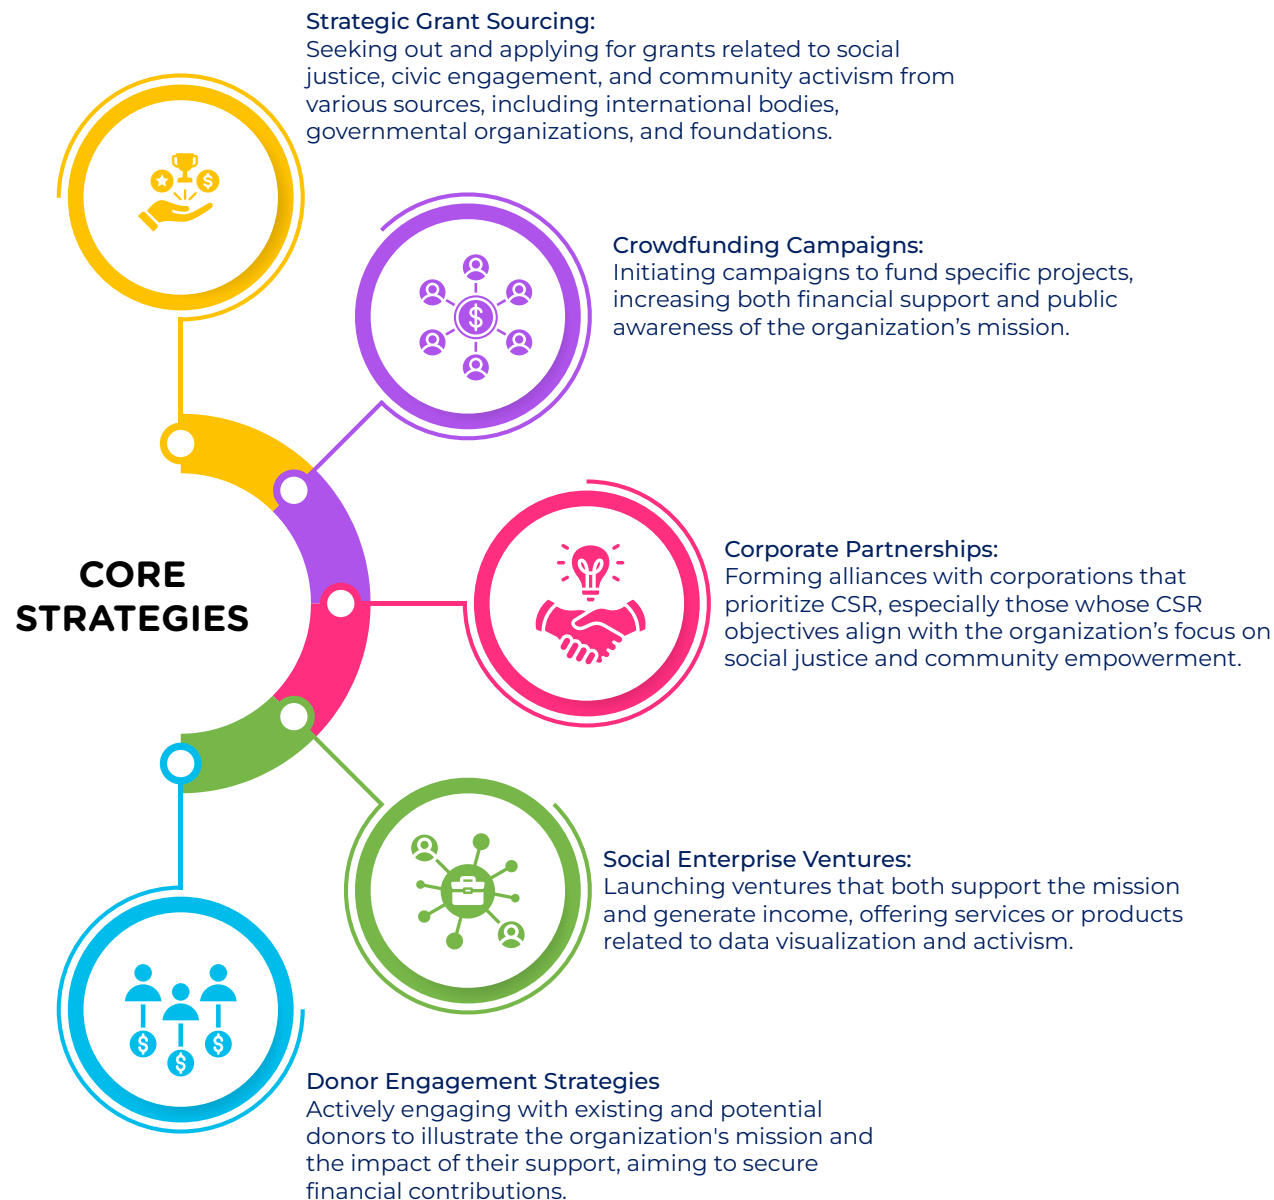 Strategic Grant Sourcing:
Seeking out and applying for grants related to social
justice, civic engagement, and community activism from
various sources, including international bodies,
governmental organizations, and foundations.
Crowdfunding Campaigns:
Initiating campaigns to fund specific projects,
increasing both financial support and public
awareness of the organization’s mission.
CORE
STRATEGIES
Corporate Partnerships:
Forming alliances with corporations that
prioritize CSR, especially those whose CSR
objectives align with the organization’s focus on
social justice and community empowerment.
Social Enterprise Ventures:
Launching ventures that both support the mission
and generate income, offering services or products
related to data visualization and activism.
Donor Engagement Strategies
Actively engaging with existing and potential
donors to illustrate the organization's mission and
the impact of their support, aiming to secure
financial contributions.